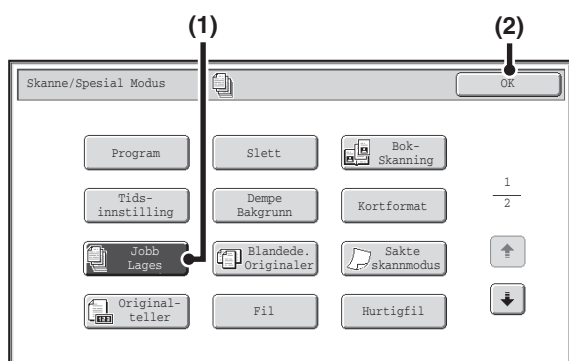 (1)
(2)
Skanne/Spesial Modus
OK
Program
Slett
Bok-
Skanning
Tids-
innstilling
Dempe
Bakgrunn
Kortformat
1
2
Jobb
Lages
Blandede.
Originaler
Sakte
skannmodus
Original-
teller
123
Fil
Hurtigfil